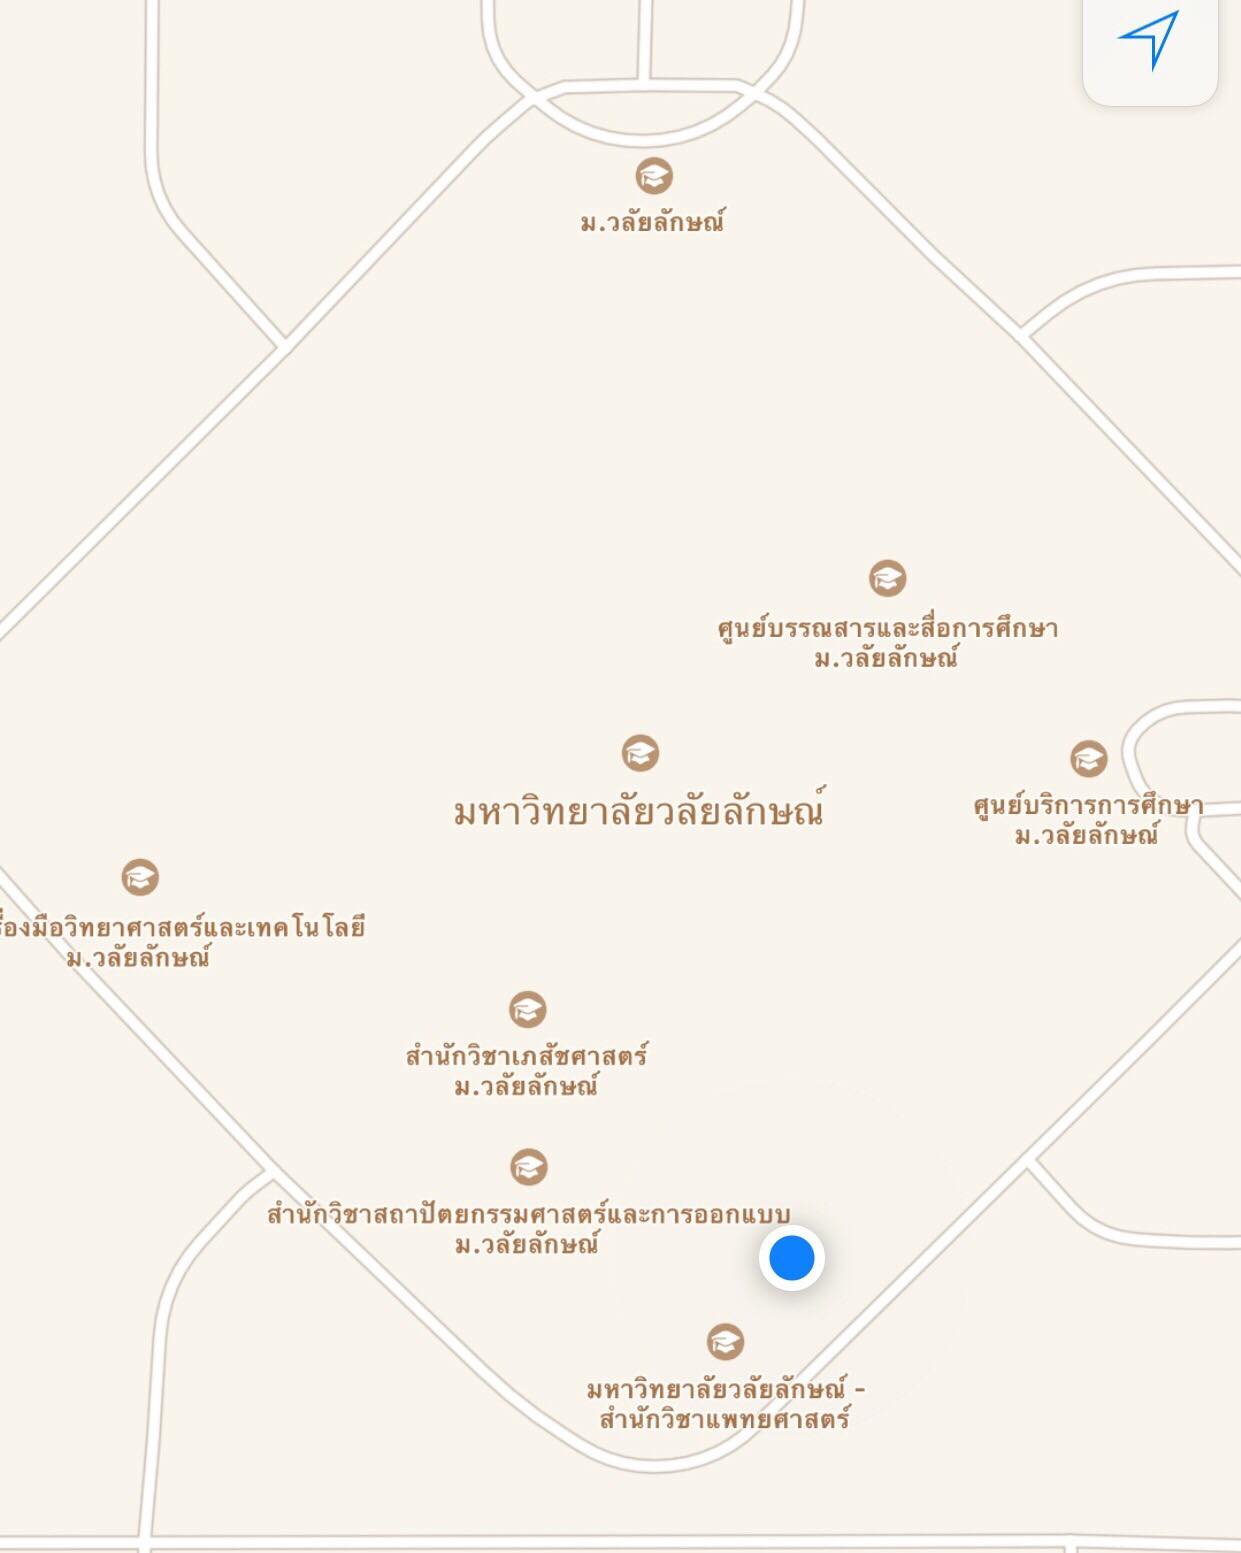 ม.วลัยลักษณ์
ศูนย์บรรณสารและสื่อการศึกษา
ม.วลัยลักษณ์
มหาวิทยาลัยวลัยลักษณ์
ศูนย์บริการการศึกษา
ม.วลัยลักษณ์
องมือวิทยาศาสตร์และเทคโนโลยี
ม.วลัยลักษณ์
สำนักวิชาเภสัชศาสตร์
ม.วลัยลักษณ์
สำนักวิชาสถาปัตยกรรมศาสตร์และการออกแบบ
ม.วลัยลักษณ์
มหาวิทยาลัยวลัยลักษณ์ -
สำนักวิชาแพทยศาสตร์